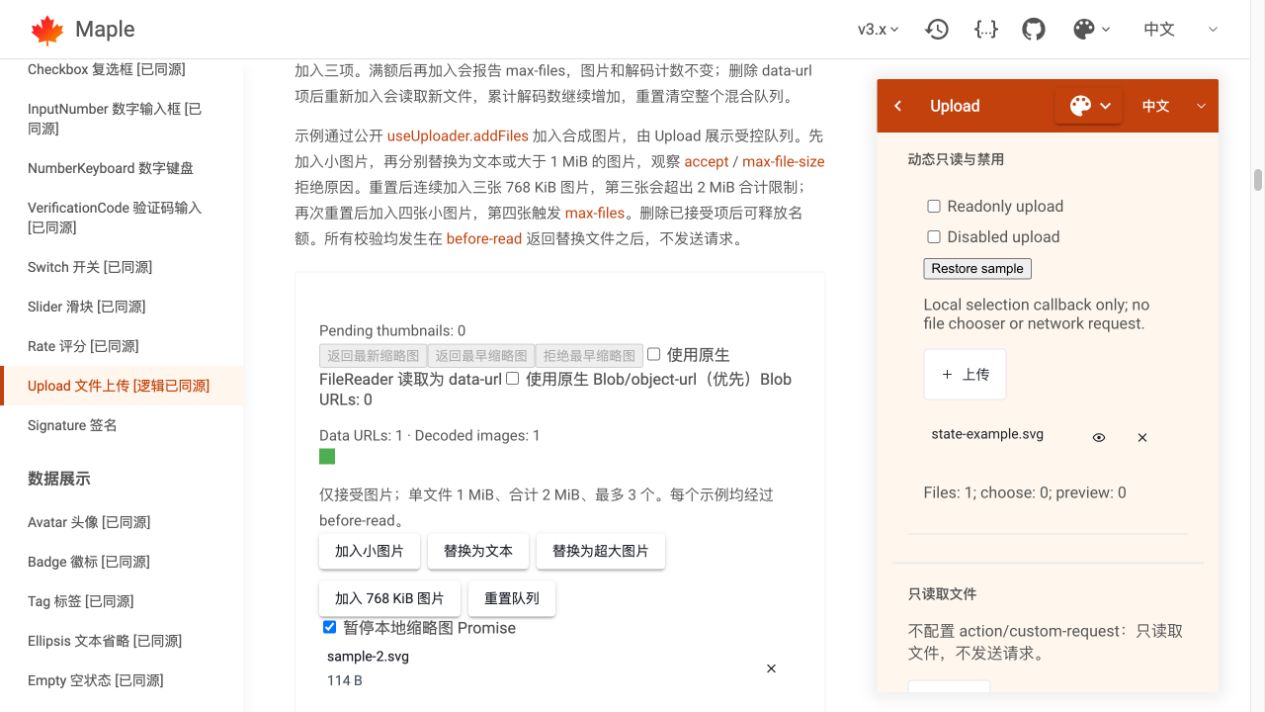 Maple
v3.x
{...}
中文
Checkbox 复选框 [已同源]
InputNumber 数字输入框 [已
同源]
NumberKeyboard 数字键盘
VerificationCode 验证码输入
[已同源]
Switch 开关 [已同源]
Slider 滑块 [已同源]
Rate 评分 [已同源]
Upload 文件上传 [逻辑已同源]
Signature 签名
数据展示
Avatar 头像 [已同源]
Badge 徽标 [已同源]
Tag 标签 [已同源]
Ellipsis 文本省略 [已同源]
Empty 空状态 [已同源]
加入三项。满额后再加入会报告 max-files，图片和解码计数不变；删除 data-url
项后重新加入会读取新文件，累计解码数继续增加，重置清空整个混合队列。
示例通过公开 useUploader.addFiles 加入合成图片，由 Upload 展示受控队列。先
加入小图片，再分别替换为文本或大于 1 MiB 的图片，观察 accept / max-file-size
拒绝原因。重置后连续加入三张 768 KiB 图片，第三张会超出 2 MiB 合计限制；
再次重置后加入四张小图片，第四张触发 max-files。删除已接受项后可释放名
额。所有校验均发生在 before-read 返回替换文件之后，不发送请求。
Pending thumbnails: 0
返回最新缩略图 返回最早缩略图 拒绝最早缩略图 使用原生
FileReader 读取为 data-url 使用原生 Blob/object-url（优先）Blob
URLs: 0
Data URLs: 1 · Decoded images: 1
仅接受图片；单文件 1 MiB、合计 2 MiB、最多 3 个。每个示例均经过
before-read。
加入小图片 替换为文本 替换为超大图片
加入 768 KiB 图片 重置队列
暂停本地缩略图 Promise
sample-2.svg
114 B
Upload
中文
动态只读与禁用
Readonly upload
Disabled upload
Restore sample
Local selection callback only; no
file chooser or network request.
+ 上传
state-example.svg
Files: 1; choose: 0; preview: 0
只读取文件
不配置 action/custom-request：只读取
文件，不发送请求。